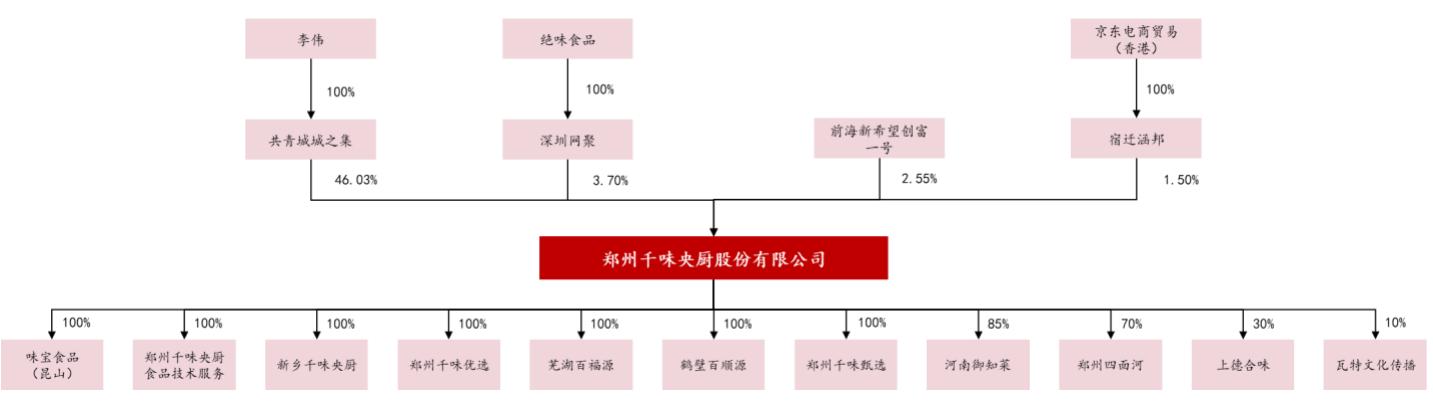 李伟
绝味食品
京东电商贸易
（香港）
100%
100%
100%
共青城城之集
深圳网聚
前海新希望创富
一号
宿迁涵邦
46.03%
3.70%
2.55%
1.50%
郑州千味央厨股份有限公司
100%
100%
100%
100%
100%
100%
100%
85%
70%
30%
10%
味宝食品
（昆山）
郑州千味央厨
食品技术服务
新乡千味央厨
郑州千味优选
芜湖百福源
鹤壁百顺源
郑州千味甄选
河南御知菜
郑州四面河
上德合味
瓦特文化传播